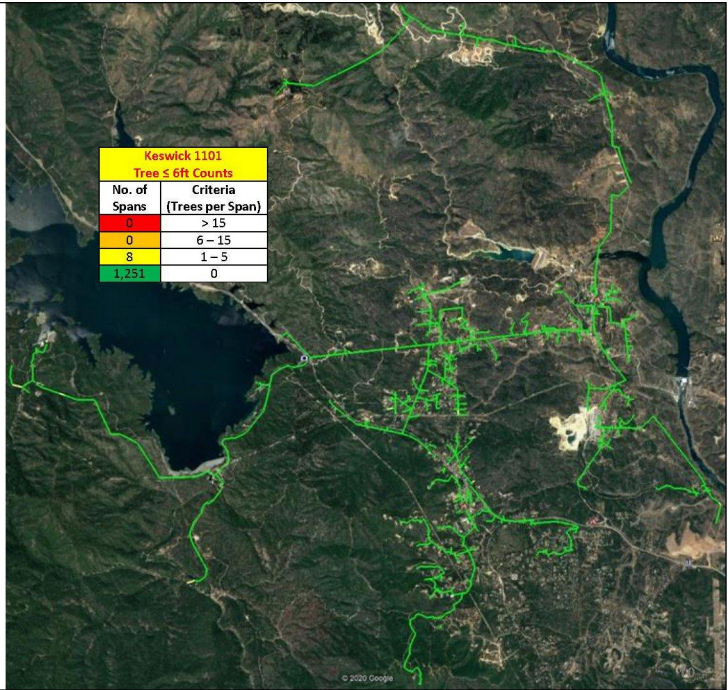 Keswick 1101
Tree ≤ 6ft Counts
No. of Spans Criteria (Trees per Span)
0 > 15
0 6 – 15
8 1 – 5
1,251 0
© 2020 Google